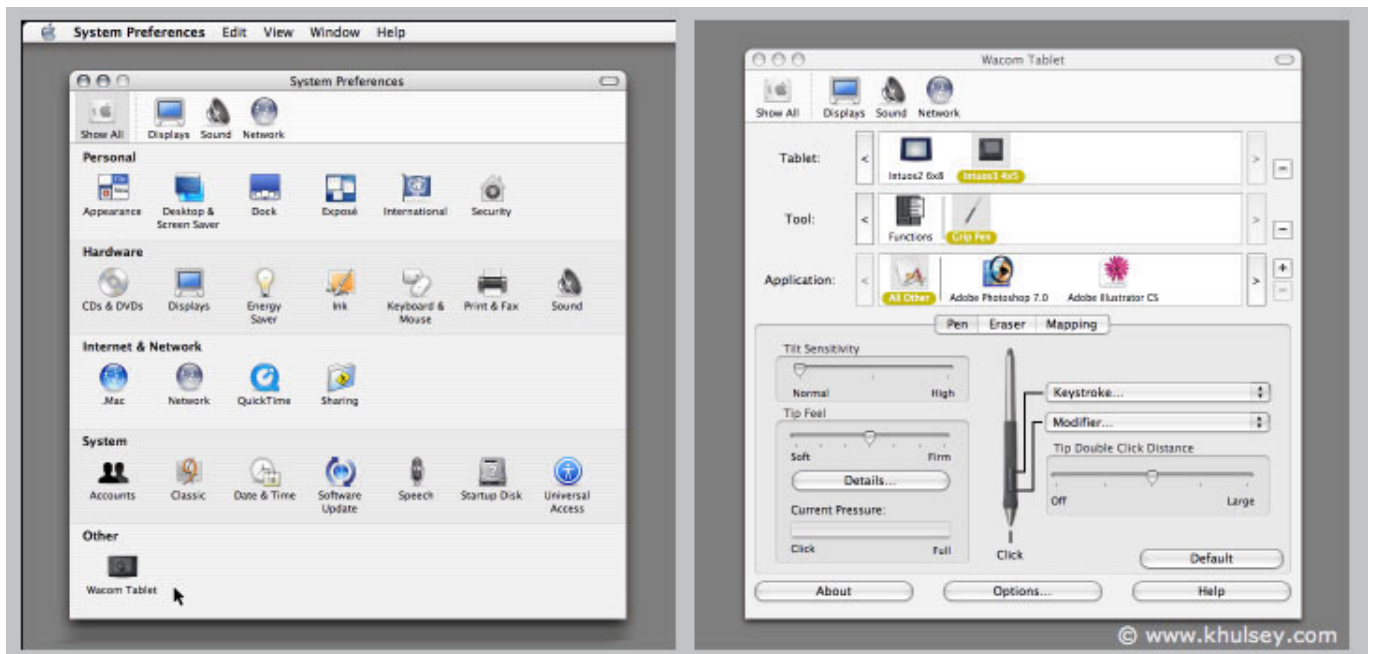 System Preferences Edit View Window Help
System Preferences
Show All Displays Sound Network
Personal
Appearance Desktop & Screen Saver Dock Exposé International Security
Hardware
CDs & DVDs Displays Energy Saver Ink Keyboard & Mouse Print & Fax Sound
Internet & Network
.Mac Network QuickTime Sharing
System
Accounts Classic Date & Time Software Update Speech Startup Disk Universal Access
Other
Wacom Tablet
Wacom Tablet
Show All Displays Sound Network
Tablet: < >
Intuos2 6x8 Intuos3 4x5
Tool: < >
Functions Grip Pen
Application: < >
All Other Adobe Photoshop 7.0 Adobe Illustrator CS
Pen Eraser Mapping
Tilt Sensitivity
Normal High
Keystroke...
Tip Feel
Modifier...
Soft Firm
Tip Double Click Distance
Details...
Off Large
Current Pressure:
Click Full
Click
Default
About Options... Help
© www.khulsey.com